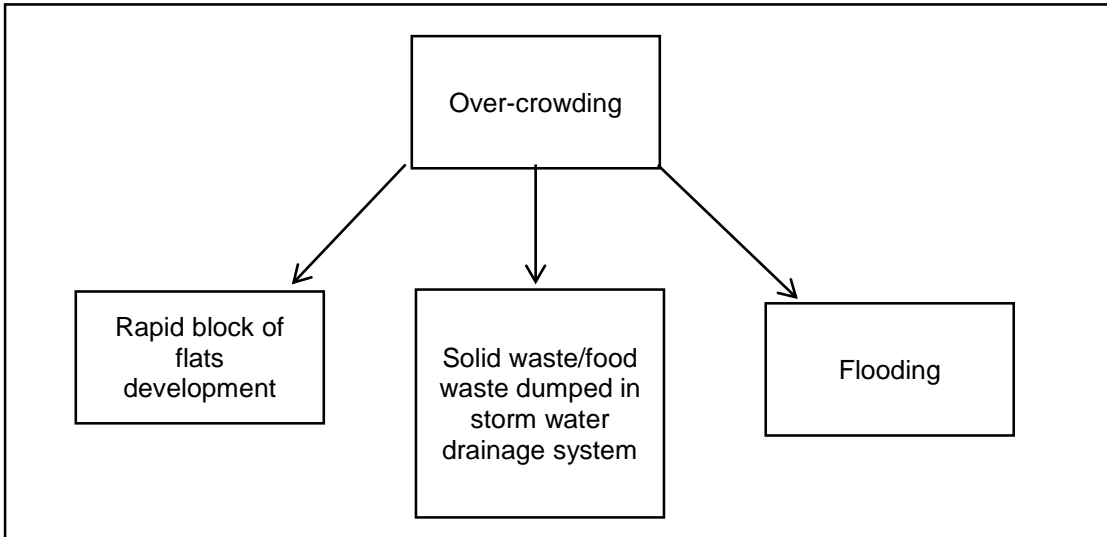 Over-crowding
Rapid block of
flats
development
Solid waste/food
waste dumped in
storm water
drainage system
Flooding